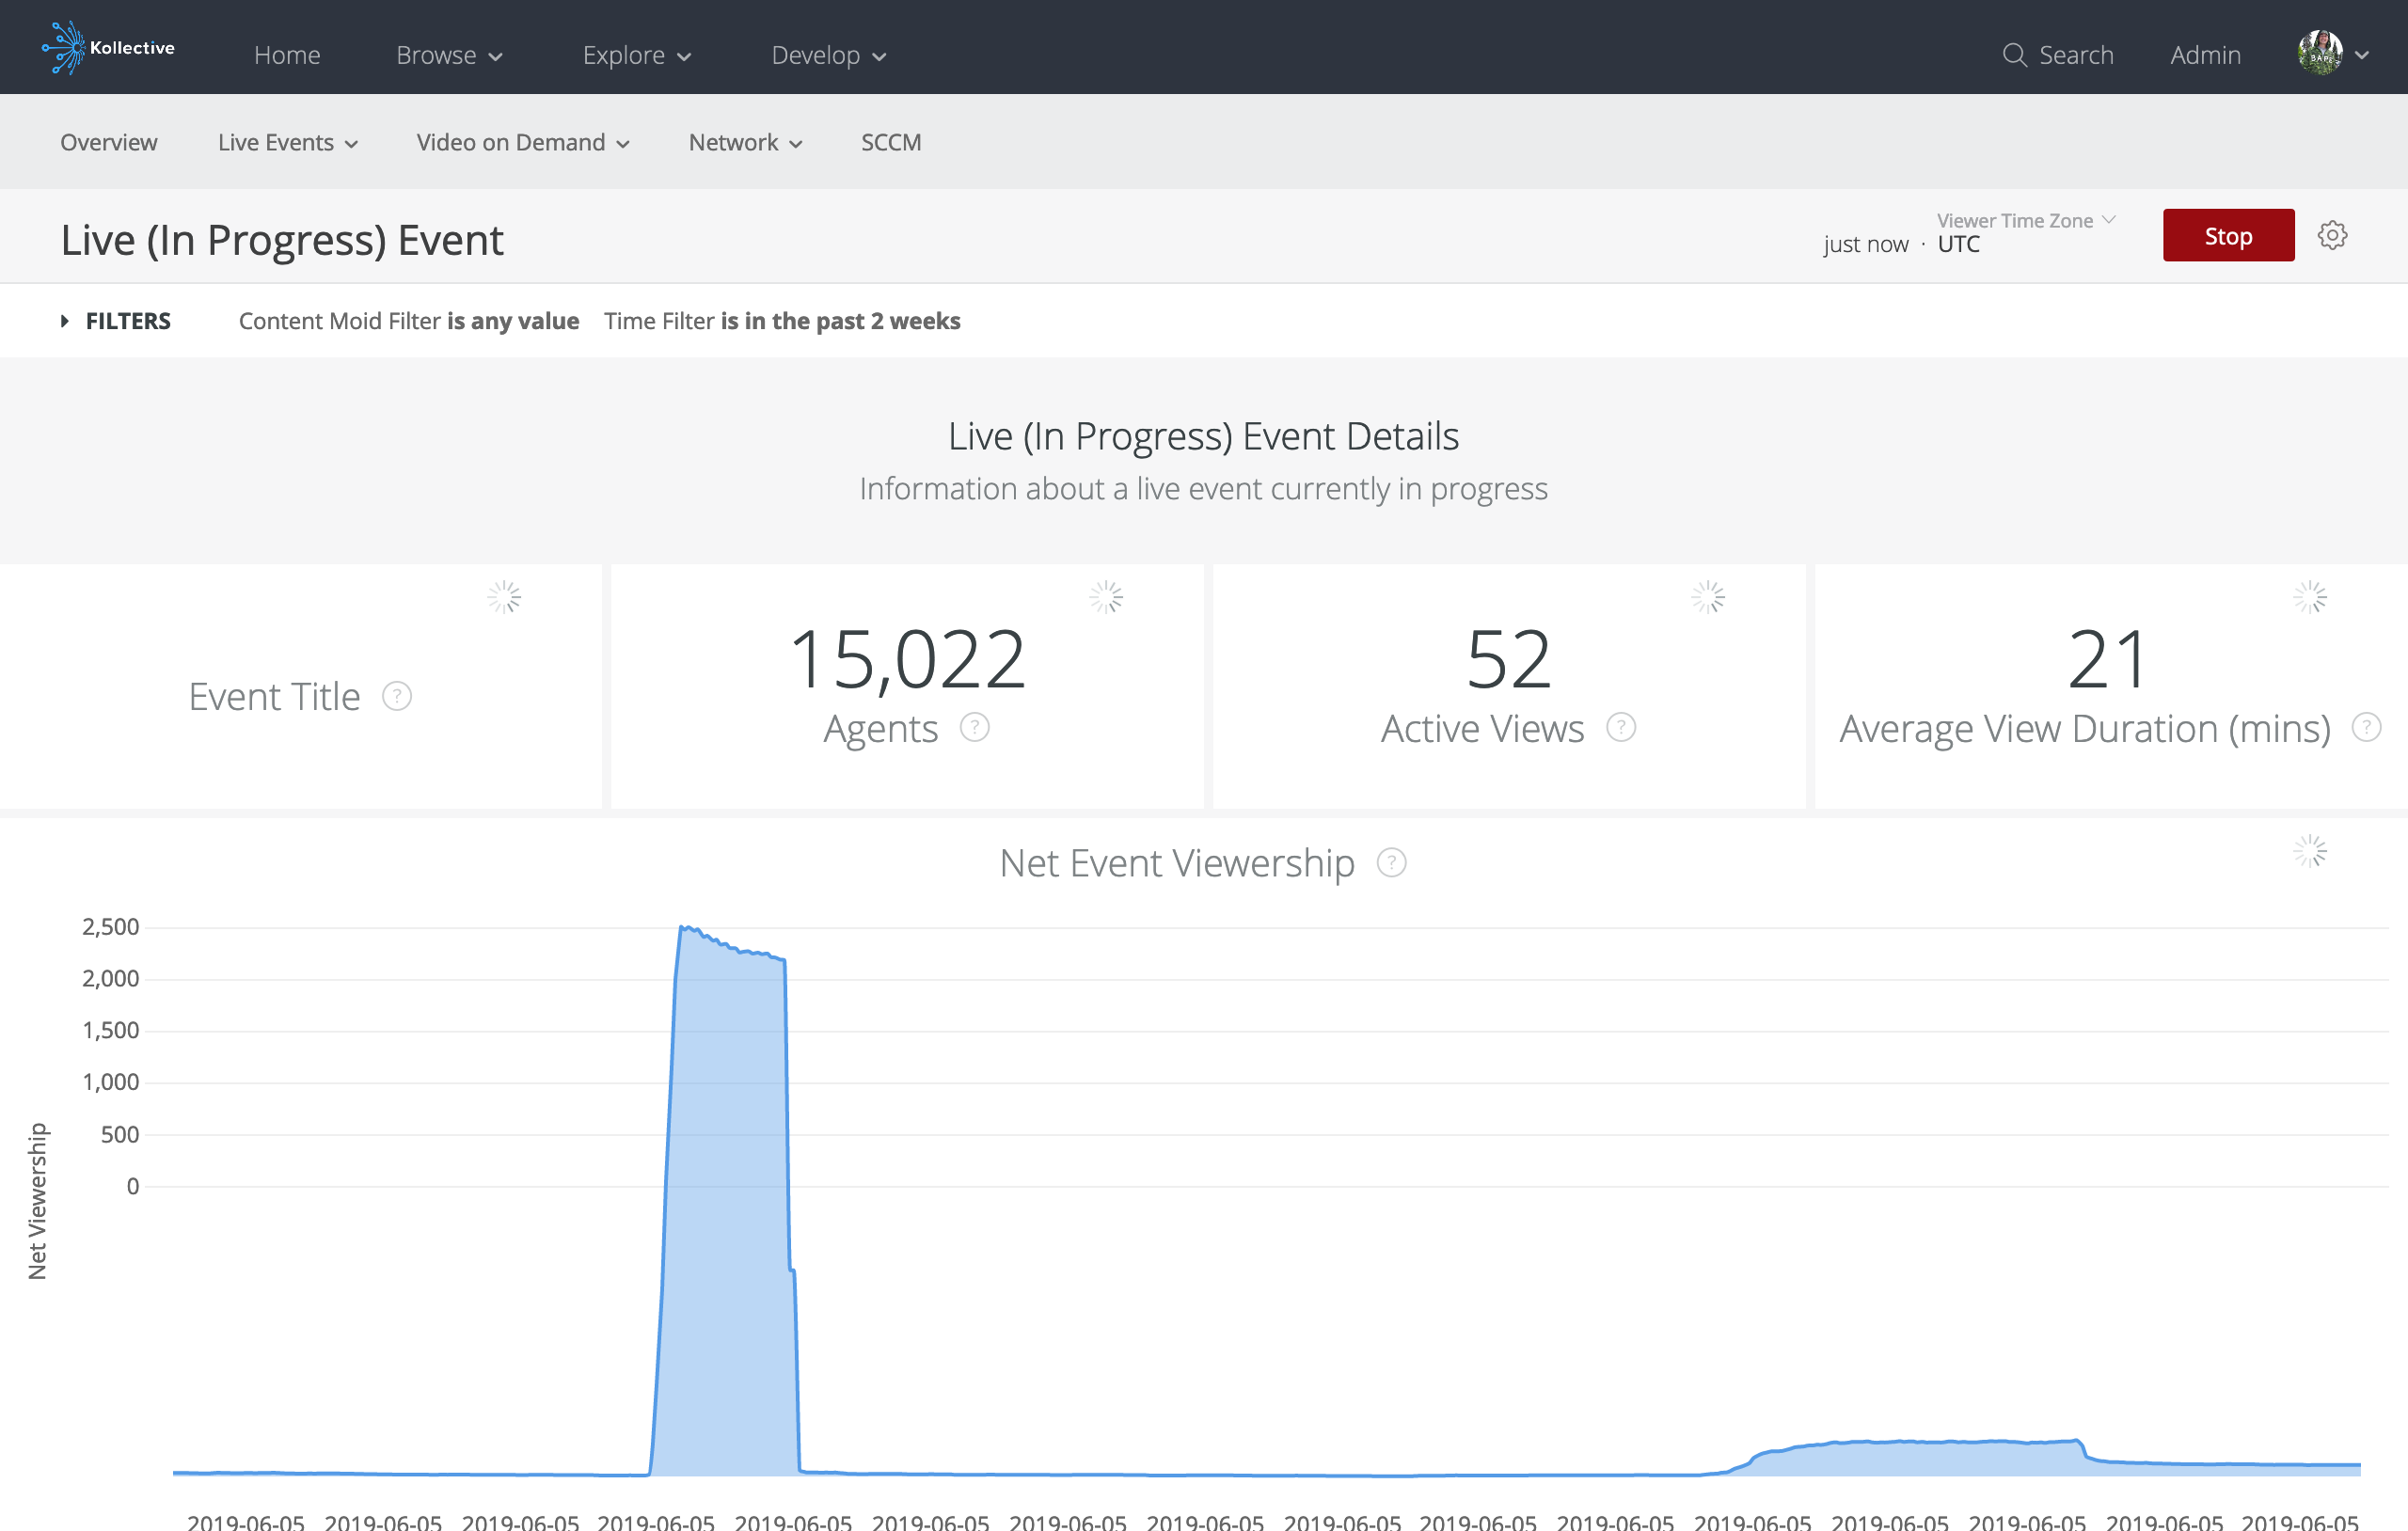 Kollective
Home Browse Explore Develop Search Admin
Overview Live Events Video on Demand Network SCCM
Live (In Progress) Event
Viewer Time Zone
just now · UTC
Stop
FILTERS Content Moid Filter is any value Time Filter is in the past 2 weeks
Live (In Progress) Event Details
Information about a live event currently in progress
Event Title ?
15,022
Agents ?
52
Active Views ?
21
Average View Duration (mins) ?
Net Event Viewership ?
2,500
2,000
1,500
1,000
500
0
Net Viewership
2019-06-05 2019-06-05 2019-06-05 2019-06-05 2019-06-05 2019-06-05 2019-06-05 2019-06-05 2019-06-05 2019-06-05 2019-06-05 2019-06-05 2019-06-05 2019-06-05 2019-06-05 2019-06-05